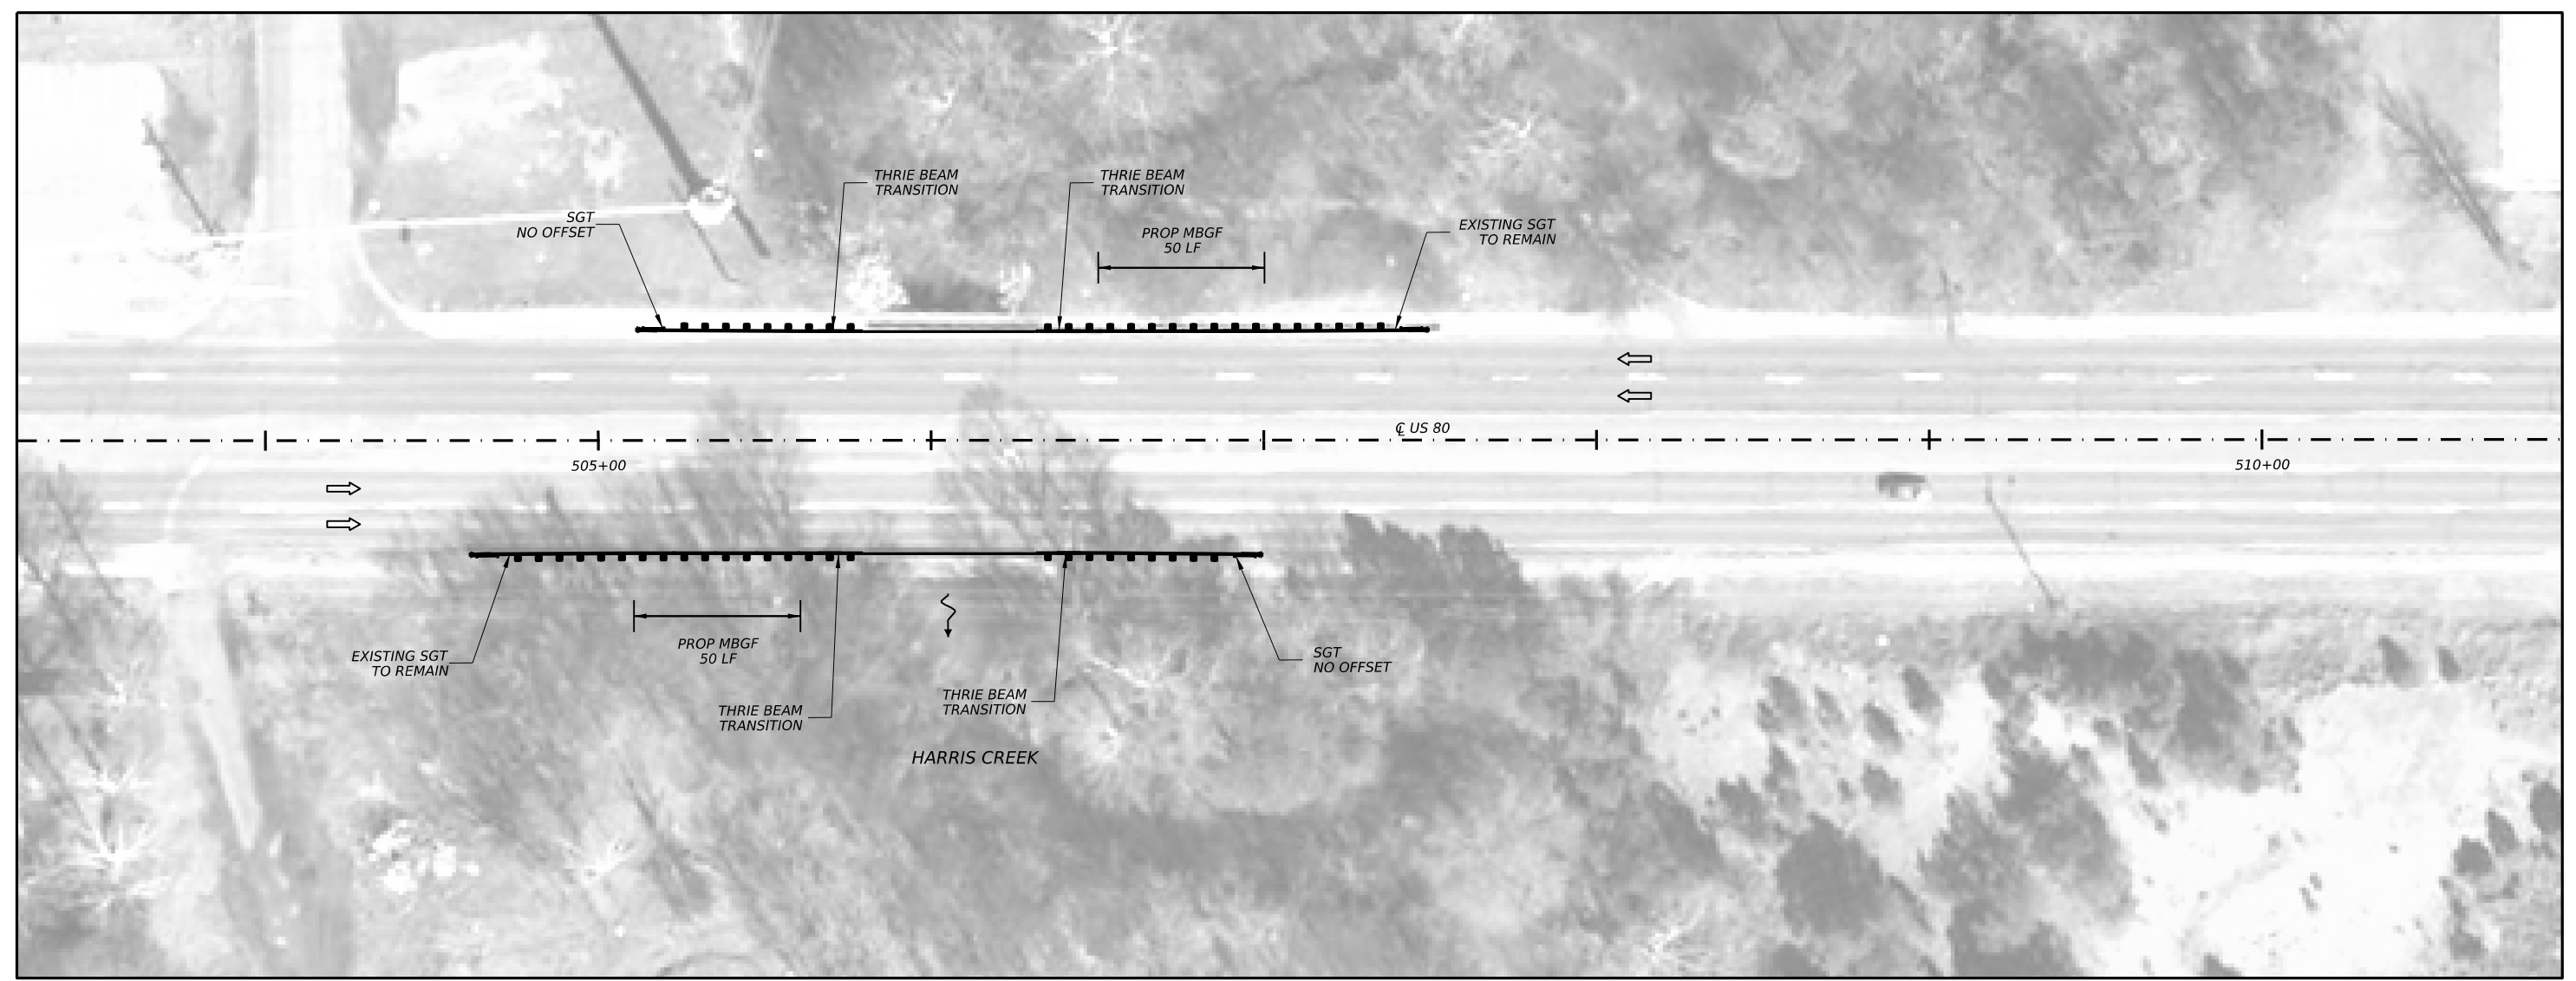 THRIE BEAM
TRANSITION
THRIE BEAM
TRANSITION
SGT
NO OFFSET
PROP MBGF
50 LF
EXISTING SGT
TO REMAIN
℄ US 80
505+00
510+00
EXISTING SGT
TO REMAIN
PROP MBGF
50 LF
SGT
NO OFFSET
THRIE BEAM
TRANSITION
THRIE BEAM
TRANSITION
HARRIS CREEK